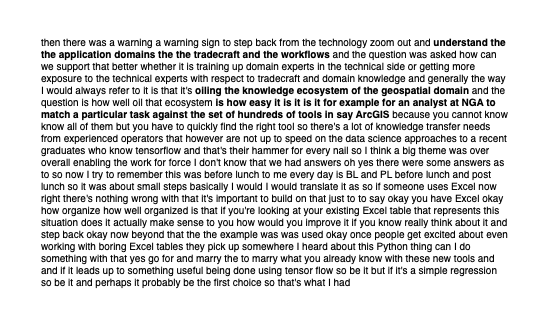 then there was a warning a warning sign to step back from the technology zoom out and understand the
the application domains the the tradecraft and the workflows and the question was asked how can
we support that better whether it is training up domain experts in the technical side or getting more
exposure to the technical experts with respect to tradecraft and domain knowledge and generally the way
I would always refer to it is that it's oiling the knowledge ecosystem of the geospatial domain and the
question is how well oil that ecosystem is how easy it is it is it for example for an analyst at NGA to
match a particular task against the set of hundreds of tools in say ArcGIS because you cannot know
know all of them but you have to quickly find the right tool so there's a lot of knowledge transfer needs
from experienced operators that however are not up to speed on the data science approaches to a recent
graduates who know tensorflow and that's their hammer for every nail so I think a big theme was over
overall enabling the work for force I don't know that we had answers oh yes there were some answers as
to so now I try to remember this was before lunch to me every day is BL and PL before lunch and post
lunch so it was about small steps basically I would I would translate it as so if someone uses Excel now
right there's nothing wrong with that it's important to build on that just to to say okay you have Excel okay
how organize how well organized is that if you're looking at your existing Excel table that represents this
situation does it actually make sense to you how would you improve it if you know really think about it and
step back okay now beyond that the the example was was used okay once people get excited about even
working with boring Excel tables they pick up somewhere I heard about this Python thing can I do
something with that yes go for and marry the to marry what you already know with these new tools and
and if it leads up to something useful being done using tensor flow so be it but if it's a simple regression
so be it and perhaps it probably be the first choice so that's what I had